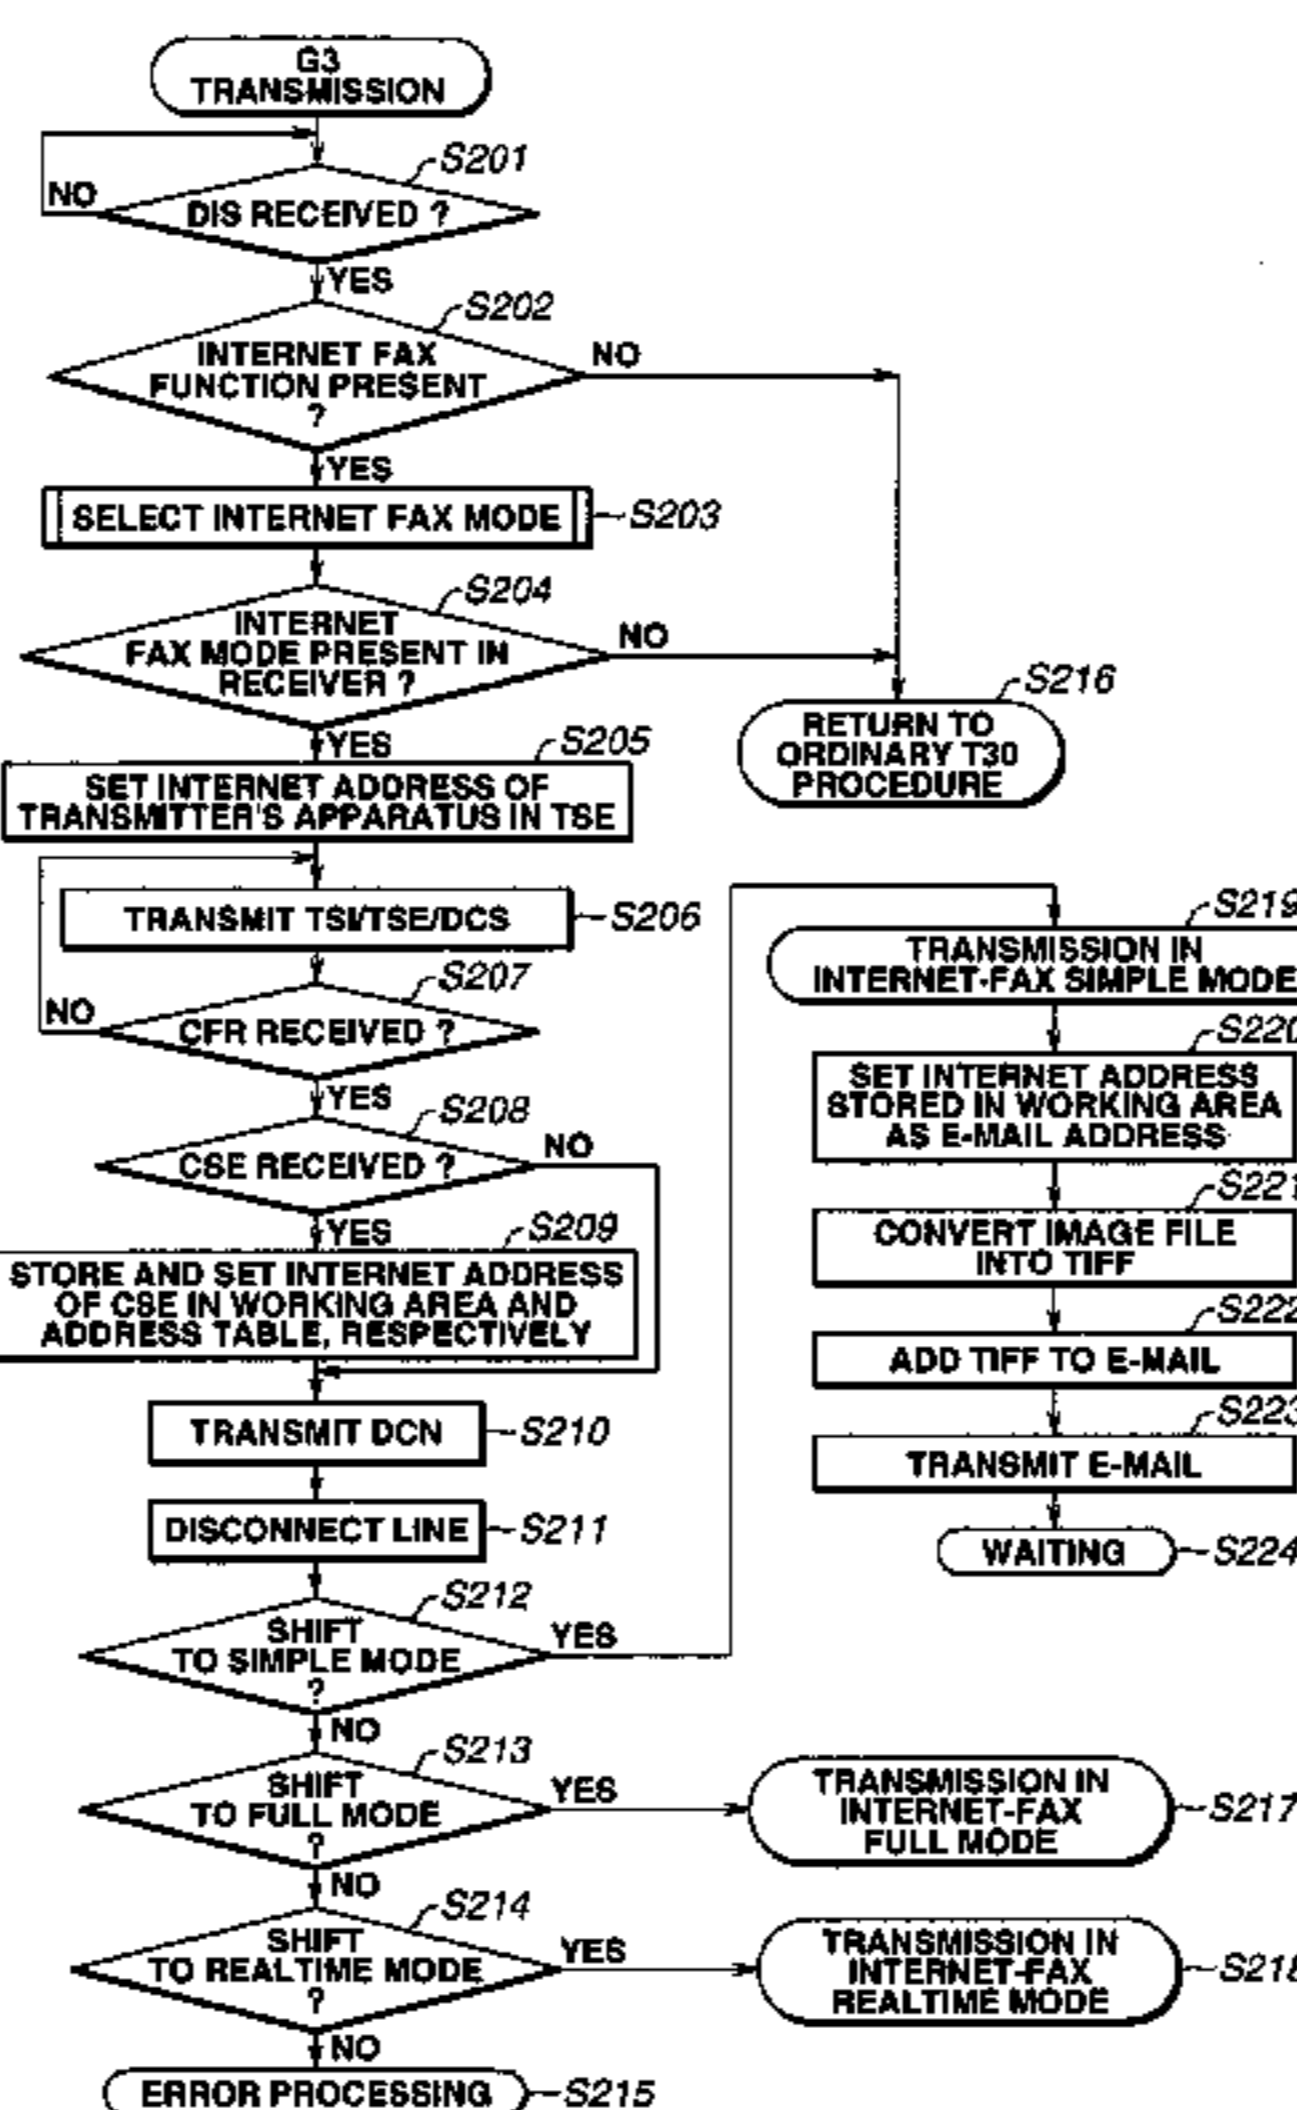 G3
TRANSMISSION
S201
NO
DIS RECEIVED ?
YES
S202
INTERNET FAX
FUNCTION PRESENT
?
NO
YES
SELECT INTERNET FAX MODE
S203
S204
INTERNET
FAX MODE PRESENT IN
RECEIVER ?
NO
S216
RETURN TO
ORDINARY T30
PROCEDURE
YES
S205
SET INTERNET ADDRESS OF
TRANSMITTER'S APPARATUS IN TSE
TRANSMIT TSI/TSE/DCS
S206
S207
NO
CFR RECEIVED ?
YES
S208
CSE RECEIVED ?
NO
YES
S209
STORE AND SET INTERNET ADDRESS
OF CSE IN WORKING AREA AND
ADDRESS TABLE, RESPECTIVELY
TRANSMIT DCN
S210
DISCONNECT LINE
S211
S212
SHIFT
TO SIMPLE MODE
?
YES
NO
S213
SHIFT
TO FULL MODE
?
YES
NO
S214
SHIFT
TO REALTIME MODE
?
YES
NO
ERROR PROCESSING
S215
S219
TRANSMISSION IN
INTERNET-FAX SIMPLE MODE
S220
SET INTERNET ADDRESS
STORED IN WORKING AREA
AS E-MAIL ADDRESS
S221
CONVERT IMAGE FILE
INTO TIFF
S222
ADD TIFF TO E-MAIL
S223
TRANSMIT E-MAIL
WAITING
S224
TRANSMISSION IN
INTERNET-FAX
FULL MODE
S217
TRANSMISSION IN
INTERNET-FAX
REALTIME MODE
S218